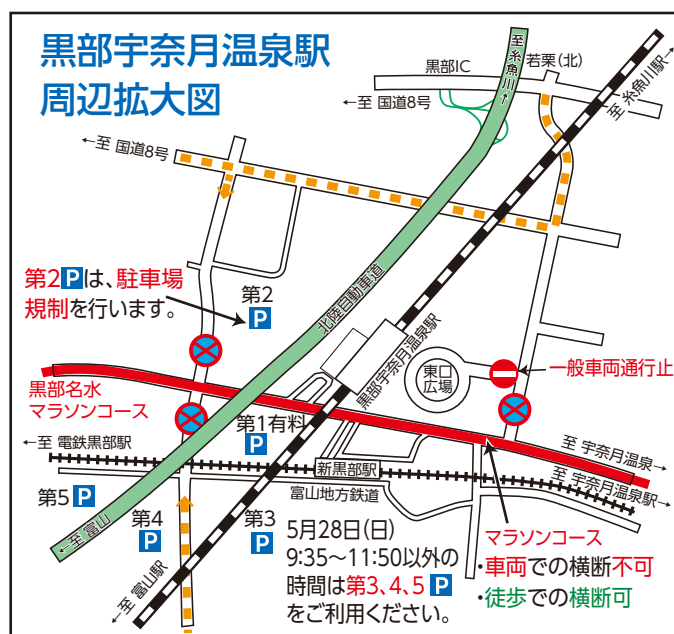 黒部宇奈月温泉駅
周辺拡大図
←至 国道8号
黒部IC
←至 国道8号
至 糸魚川→
若栗(北)
至 糸魚川駅→
第2Pは、駐車場
規制を行います。
第2
P
北陸自動車道
黒部宇奈月温泉駅
東口
広場
一般車両通行止
黒部名水
マラソンコース
第1有料
P
←至 電鉄黒部駅
新黒部駅
富山地方鉄道
至 宇奈月温泉→
至 宇奈月温泉駅→
第5 P
第4
P
第3
P
←至 富山
←至 富山駅
5月28日(日)
9:35〜11:50以外の
時間は第3、4、5 P
をご利用ください。
マラソンコース
・車両での横断不可
・徒歩での横断可